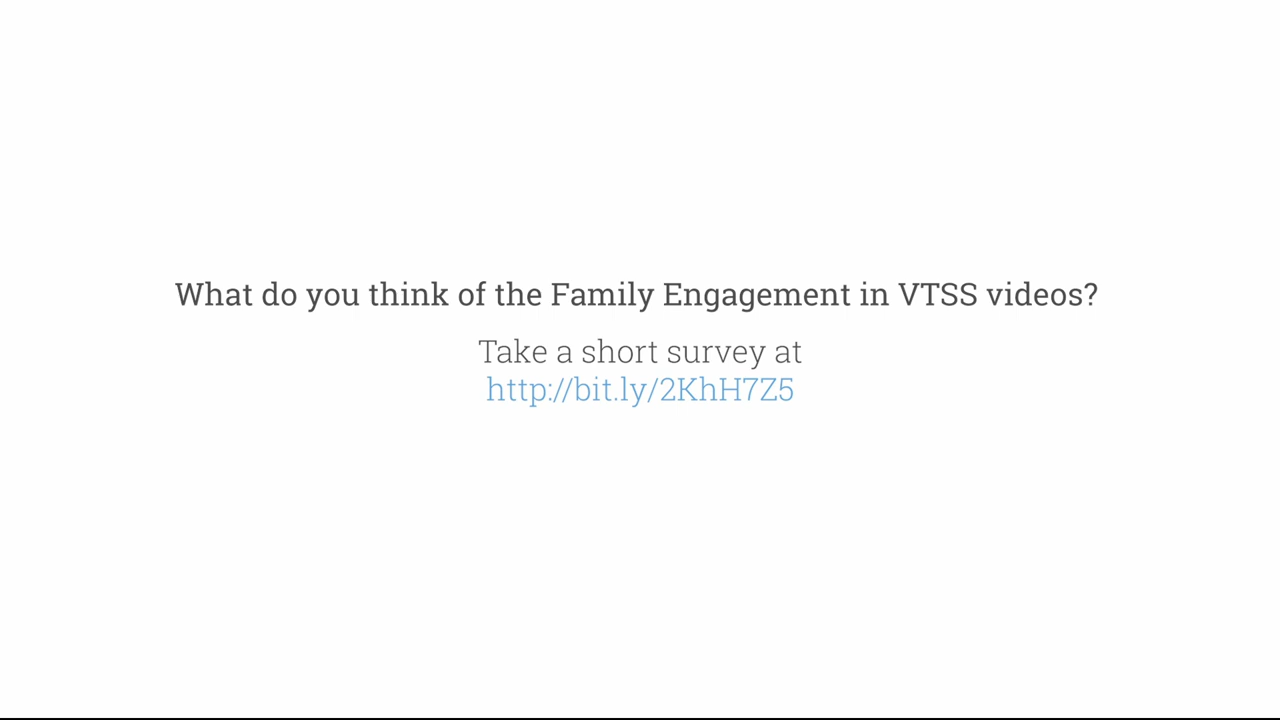 What do you think of the Family Engagement in VTSS videos?
Take a short survey at
http://bit.ly/2KhH7Z5